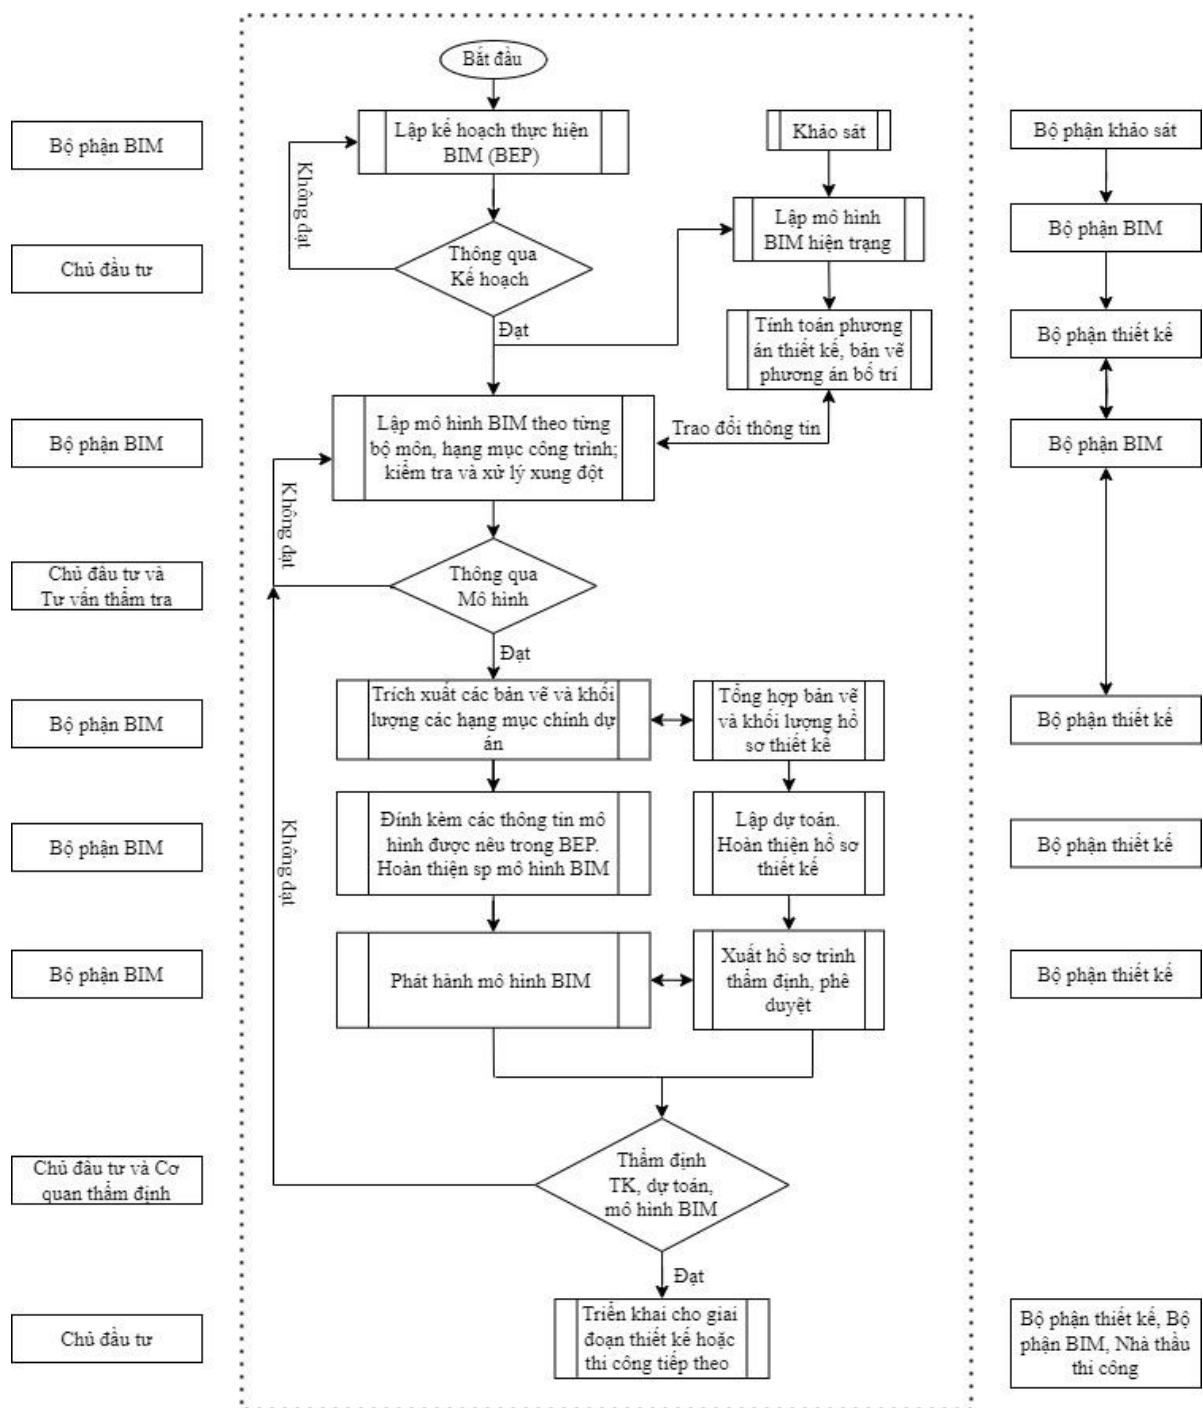 Bắt đầu
Bộ phận BIM
Lập kế hoạch thực hiện
BIM (BEP)
Khảo sát
Bộ phận khảo sát
Không đạt
Lập mô hình
BIM hiện trạng
Bộ phận BIM
Chủ đầu tư
Thông qua
Kế hoạch
Đạt
Tính toán phương
án thiết kế, bản vẽ
phương án bố trí
Bộ phận thiết kế
Bộ phận BIM
Lập mô hình BIM theo từng
bộ môn, hạng mục công trình;
kiểm tra và xử lý xung đột
Trao đổi thông tin
Bộ phận BIM
Không đạt
Chủ đầu tư và
Tư vấn thẩm tra
Thông qua
Mô hình
Đạt
Bộ phận BIM
Trích xuất các bản vẽ và khối
lượng các hạng mục chính dự
án
Tổng hợp bản vẽ
và khối lượng hồ
sơ thiết kế
Bộ phận thiết kế
Không đạt
Bộ phận BIM
Đính kèm các thông tin mô
hình được nêu trong BEP.
Hoàn thiện sp mô hình BIM
Lập dự toán.
Hoàn thiện hồ sơ
thiết kế
Bộ phận thiết kế
Bộ phận BIM
Phát hành mô hình BIM
Xuất hồ sơ trình
thẩm định, phê
duyệt
Bộ phận thiết kế
Chủ đầu tư và Cơ
quan thẩm định
Thẩm định
TK, dự toán,
mô hình BIM
Đạt
Chủ đầu tư
Triển khai cho giai
đoạn thiết kế hoặc
thi công tiếp theo
Bộ phận thiết kế, Bộ
phận BIM, Nhà thầu
thi công